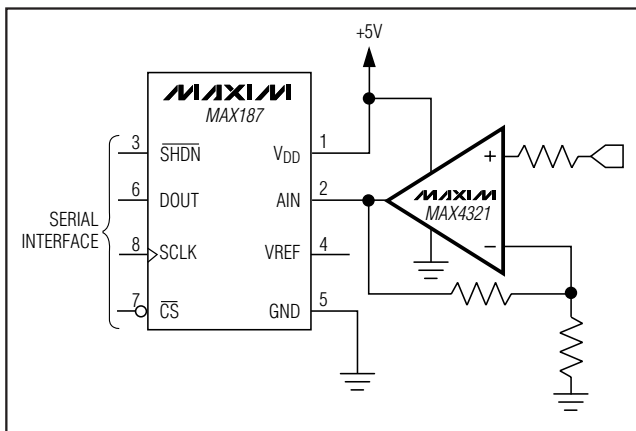 +5V
MAXIM
MAX187
3 SHDN VDD 1
6 DOUT AIN 2
MAXIM
MAX4321
+
−
SERIAL
INTERFACE
8 SCLK VREF 4
7 CS GND 5